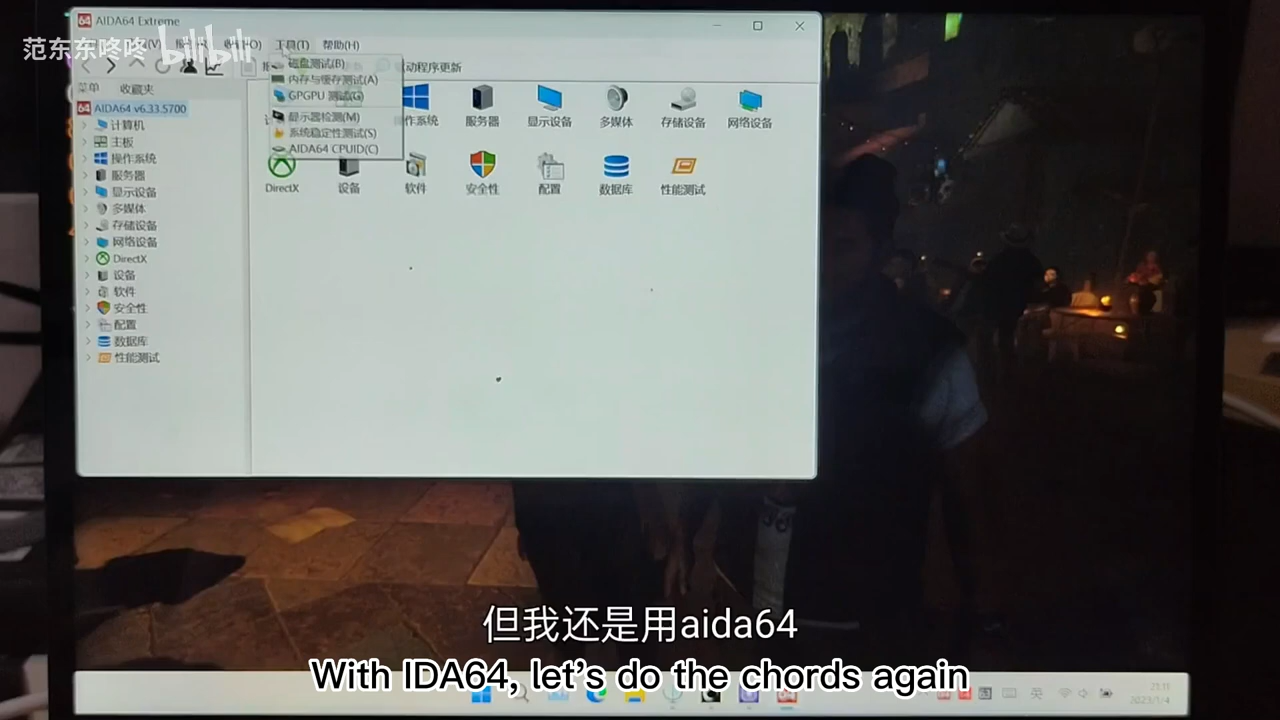 AIDA64 Extreme
范东东咚咚 bilibili
工具(T) 帮助(H)
磁盘测试(B)
内存与缓存测试(A)
GPGPU 测试(G)
显示器检测(M)
系统稳定性测试(S)
AIDA64 CPUID(C)
动程序更新
菜单 收藏夹
AIDA64 v6.33.5700
计算机
主板
操作系统
服务器
显示设备
多媒体
存储设备
网络设备
DirectX
设备
软件
安全性
配置
数据库
性能测试
作系统 服务器 显示设备 多媒体 存储设备 网络设备
DirectX 设备 软件 安全性 配置 数据库 性能测试
但我还是用aida64
With IDA64, let's do the chords again
英
21:11
2023/1/4